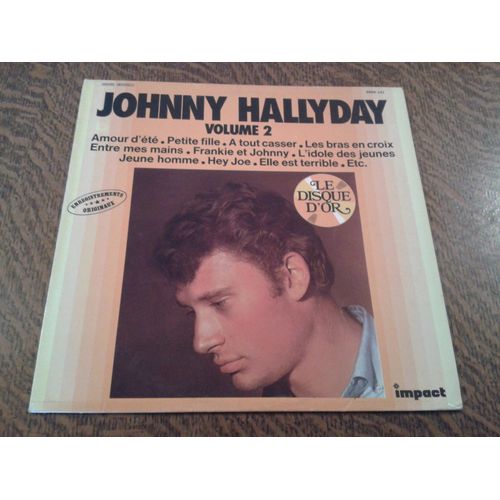 JOHNNY HALLYDAY
VOLUME 2
Amour d'été . Petite fille . A tout casser . Les bras en croix
Entre mes mains . Frankie et Johnny . L'idole des jeunes
Jeune homme . Hey Joe . Elle est terrible . Etc.
ENREGISTREMENTS
ORIGINAUX
LE
DISQUE
D'OR
impact